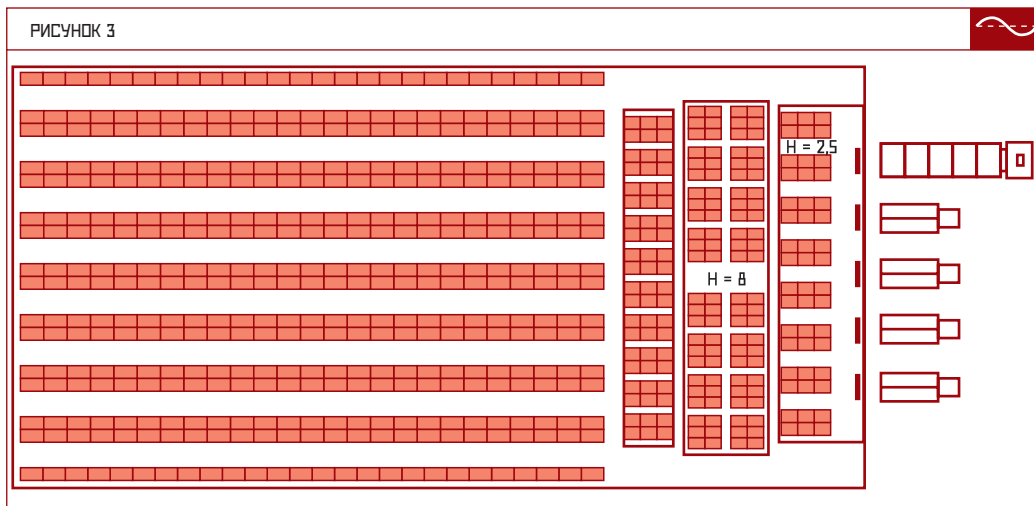 РИСУНОК 3
H = 2,5
H = 8